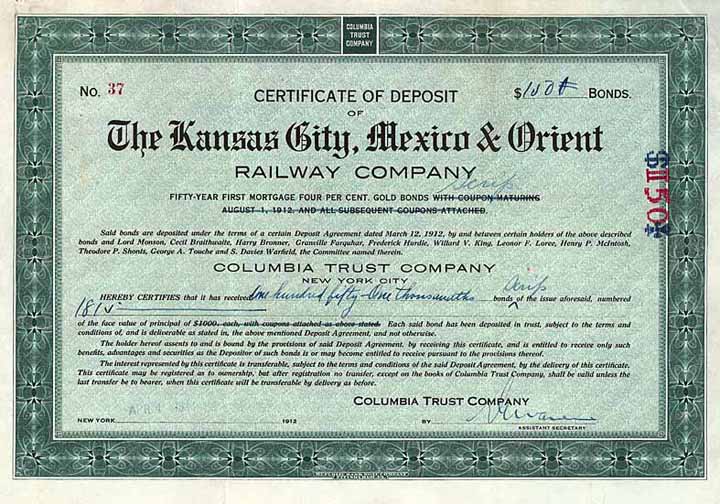 COLUMBIA
TRUST
COMPANY
No. 37
$ BONDS.
CERTIFICATE OF DEPOSIT
OF
The Kansas City, Mexico & Orient
RAILWAY COMPANY
Scrip
FIFTY-YEAR FIRST MORTGAGE FOUR PER CENT. GOLD BONDS WITH COUPON MATURING
AUGUST 1, 1912, AND ALL SUBSEQUENT COUPONS ATTACHED.
Said bonds are deposited under the terms of a certain Deposit Agreement dated March 12, 1912, by and between certain holders of the above described
bonds and Lord Monson, Cecil Braithwaite, Harry Bronner, Granville Farquhar, Frederick Hurdle, Willard V. King, Leonor F. Loree, Henry P. McIntosh,
Theodore P. Shonts, George A. Touche and S. Davies Warfield, the Committee named therein.
COLUMBIA TRUST COMPANY
NEW YORK CITY
Scrip
HEREBY CERTIFIES that it has received One hundred fifty-One thousandths bonds of the issue aforesaid, numbered
181
of the face value of principal of $1000. each, with coupons attached as above stated. Each said bond has been deposited in trust, subject to the terms and
conditions of, and is deliverable as stated in, the above mentioned Deposit Agreement, and not otherwise.
The holder hereof assents to and is bound by the provisions of said Deposit Agreement, by receiving this certificate, and is entitled to receive only such
benefits, advantages and securities as the Depositor of such bonds is or may become entitled to receive pursuant to the provisions thereof.
The interest represented by this certificate is transferable, subject to the terms and conditions of the said Deposit Agreement, by the delivery of this certificate.
This certificate may be registered as to ownership, but after registration no transfer, except on the books of Columbia Trust Company, shall be valid unless the
last transfer be to bearer, when this certificate will be transferable by delivery as before.
COLUMBIA TRUST COMPANY
NEW YORK APR 1912 BY
ASSISTANT SECRETARY
$150